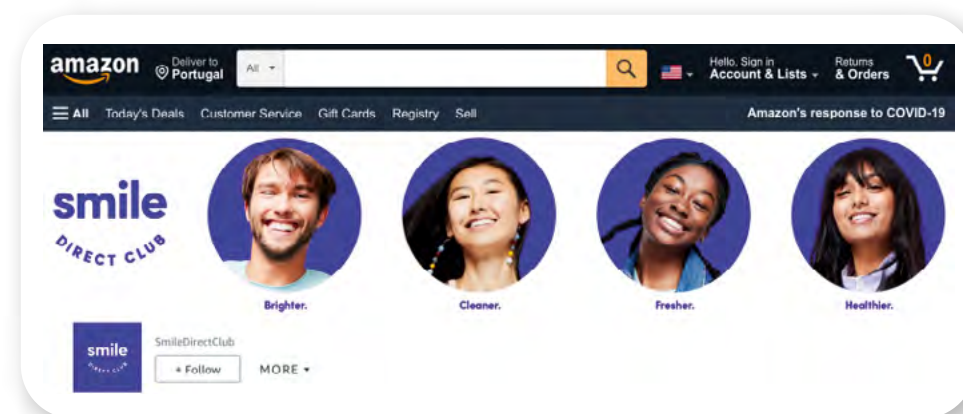 amazon
Deliver to
Portugal
All
Hello, Sign in
Account & Lists
Returns
& Orders
0
All Today's Deals Customer Service Gift Cards Registry Sell
Amazon's response to COVID-19
smile
DIRECT CLUB
Brighter. Cleaner. Fresher. Healthier.
smile
DIRECT CLUB
SmileDirectClub
+ Follow MORE